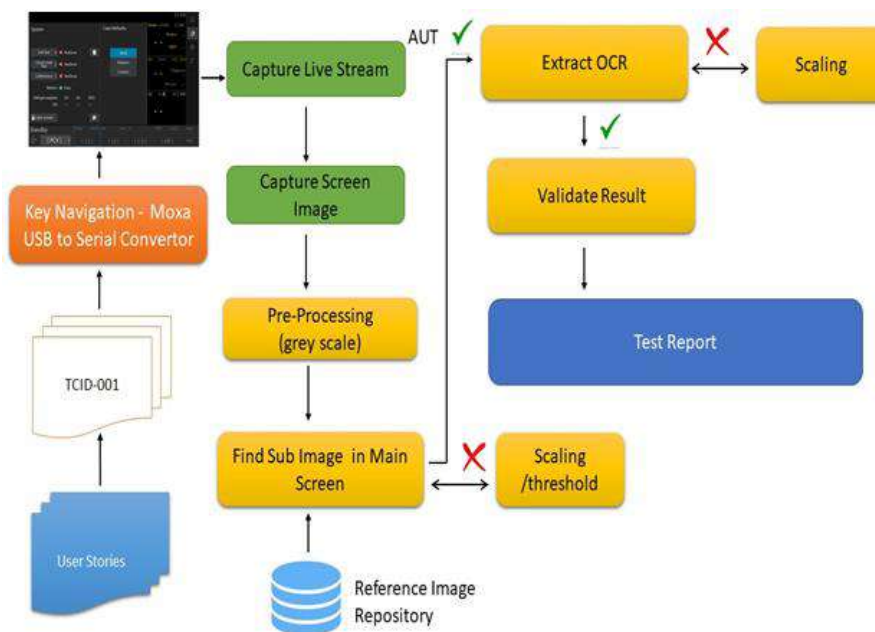 AUT
Capture Live Stream
Extract OCR
Scaling
Capture Screen
Image
Validate Result
Key Navigation - Moxa
USB to Serial Convertor
Pre-Processing
(grey scale)
Test Report
TCID-001
Find Sub Image in Main
Screen
Scaling
/threshold
User Stories
Reference Image
Repository